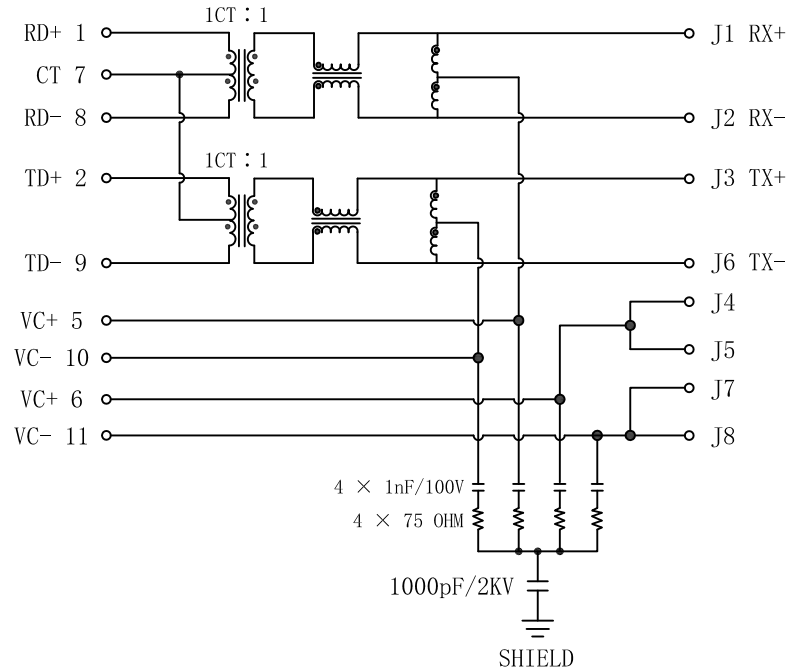 1CT：1
RD+ 1
J1 RX+
CT 7
RD- 8
J2 RX-
1CT：1
TD+ 2
J3 TX+
TD- 9
J6 TX-
J4
VC+ 5
J5
VC- 10
J7
VC+ 6
VC- 11
J8
4 × 1nF/100V
4 × 75 OHM
1000pF/2KV
SHIELD